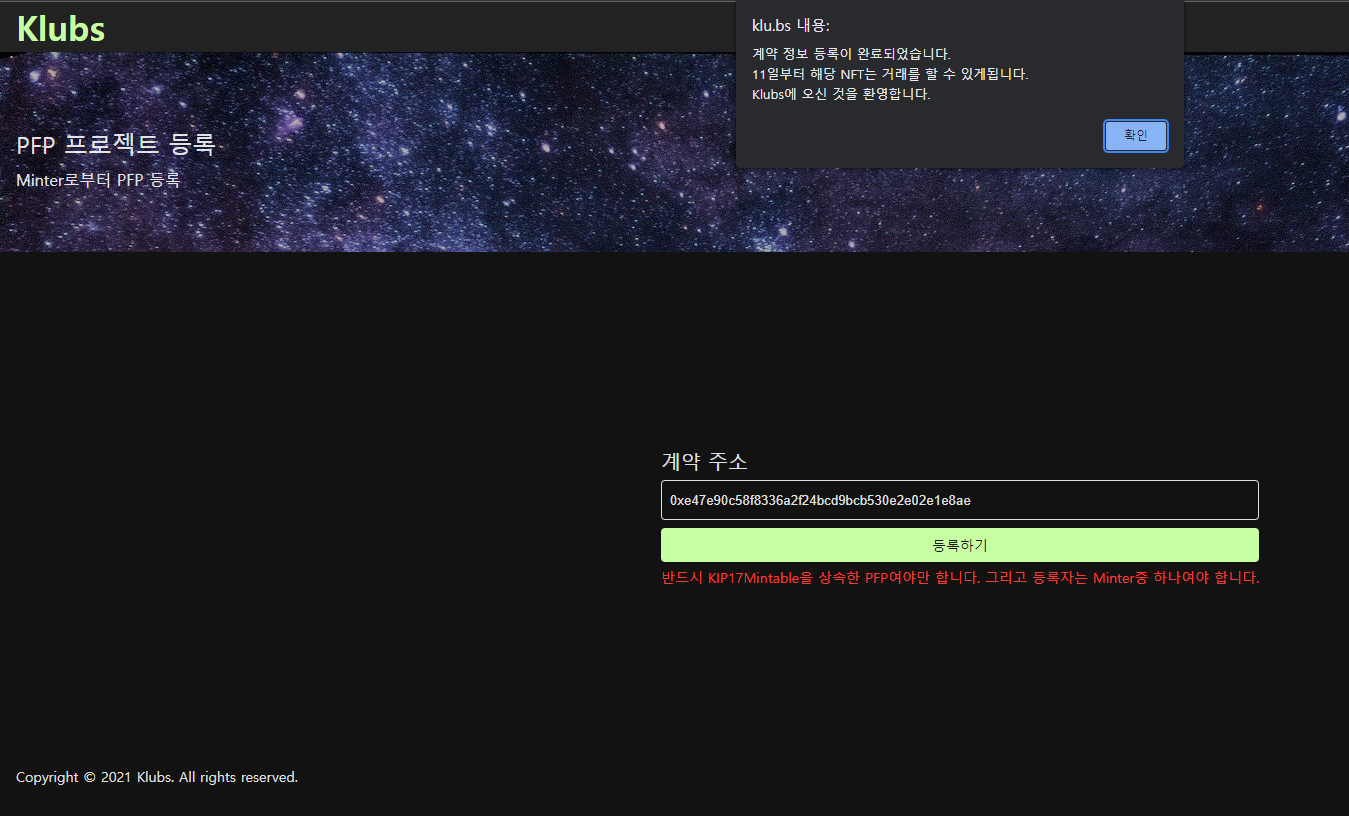 Klubs
klu.bs 내용:
계약 정보 등록이 완료되었습니다.
11일부터 해당 NFT는 거래를 할 수 있게됩니다.
Klubs에 오신 것을 환영합니다.
확인
PFP 프로젝트 등록
Minter로부터 PFP 등록
계약 주소
0xe47e90c58f8336a2f24bcd9bcb530e2e02e1e8ae
등록하기
반드시 KIP17Mintable을 상속한 PFP여야만 합니다. 그리고 등록자는 Minter중 하나여야 합니다.
Copyright © 2021 Klubs. All rights reserved.